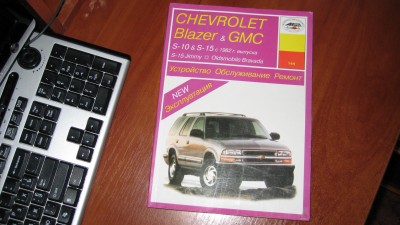 CHEVROLET
Blazer & GMC
S-10 & S-15 с 1982 г. выпуска
S-15 Jimmy □ Oldsmobile Bravada
Устройство Обслуживание Ремонт
NEW
Эксплуатация